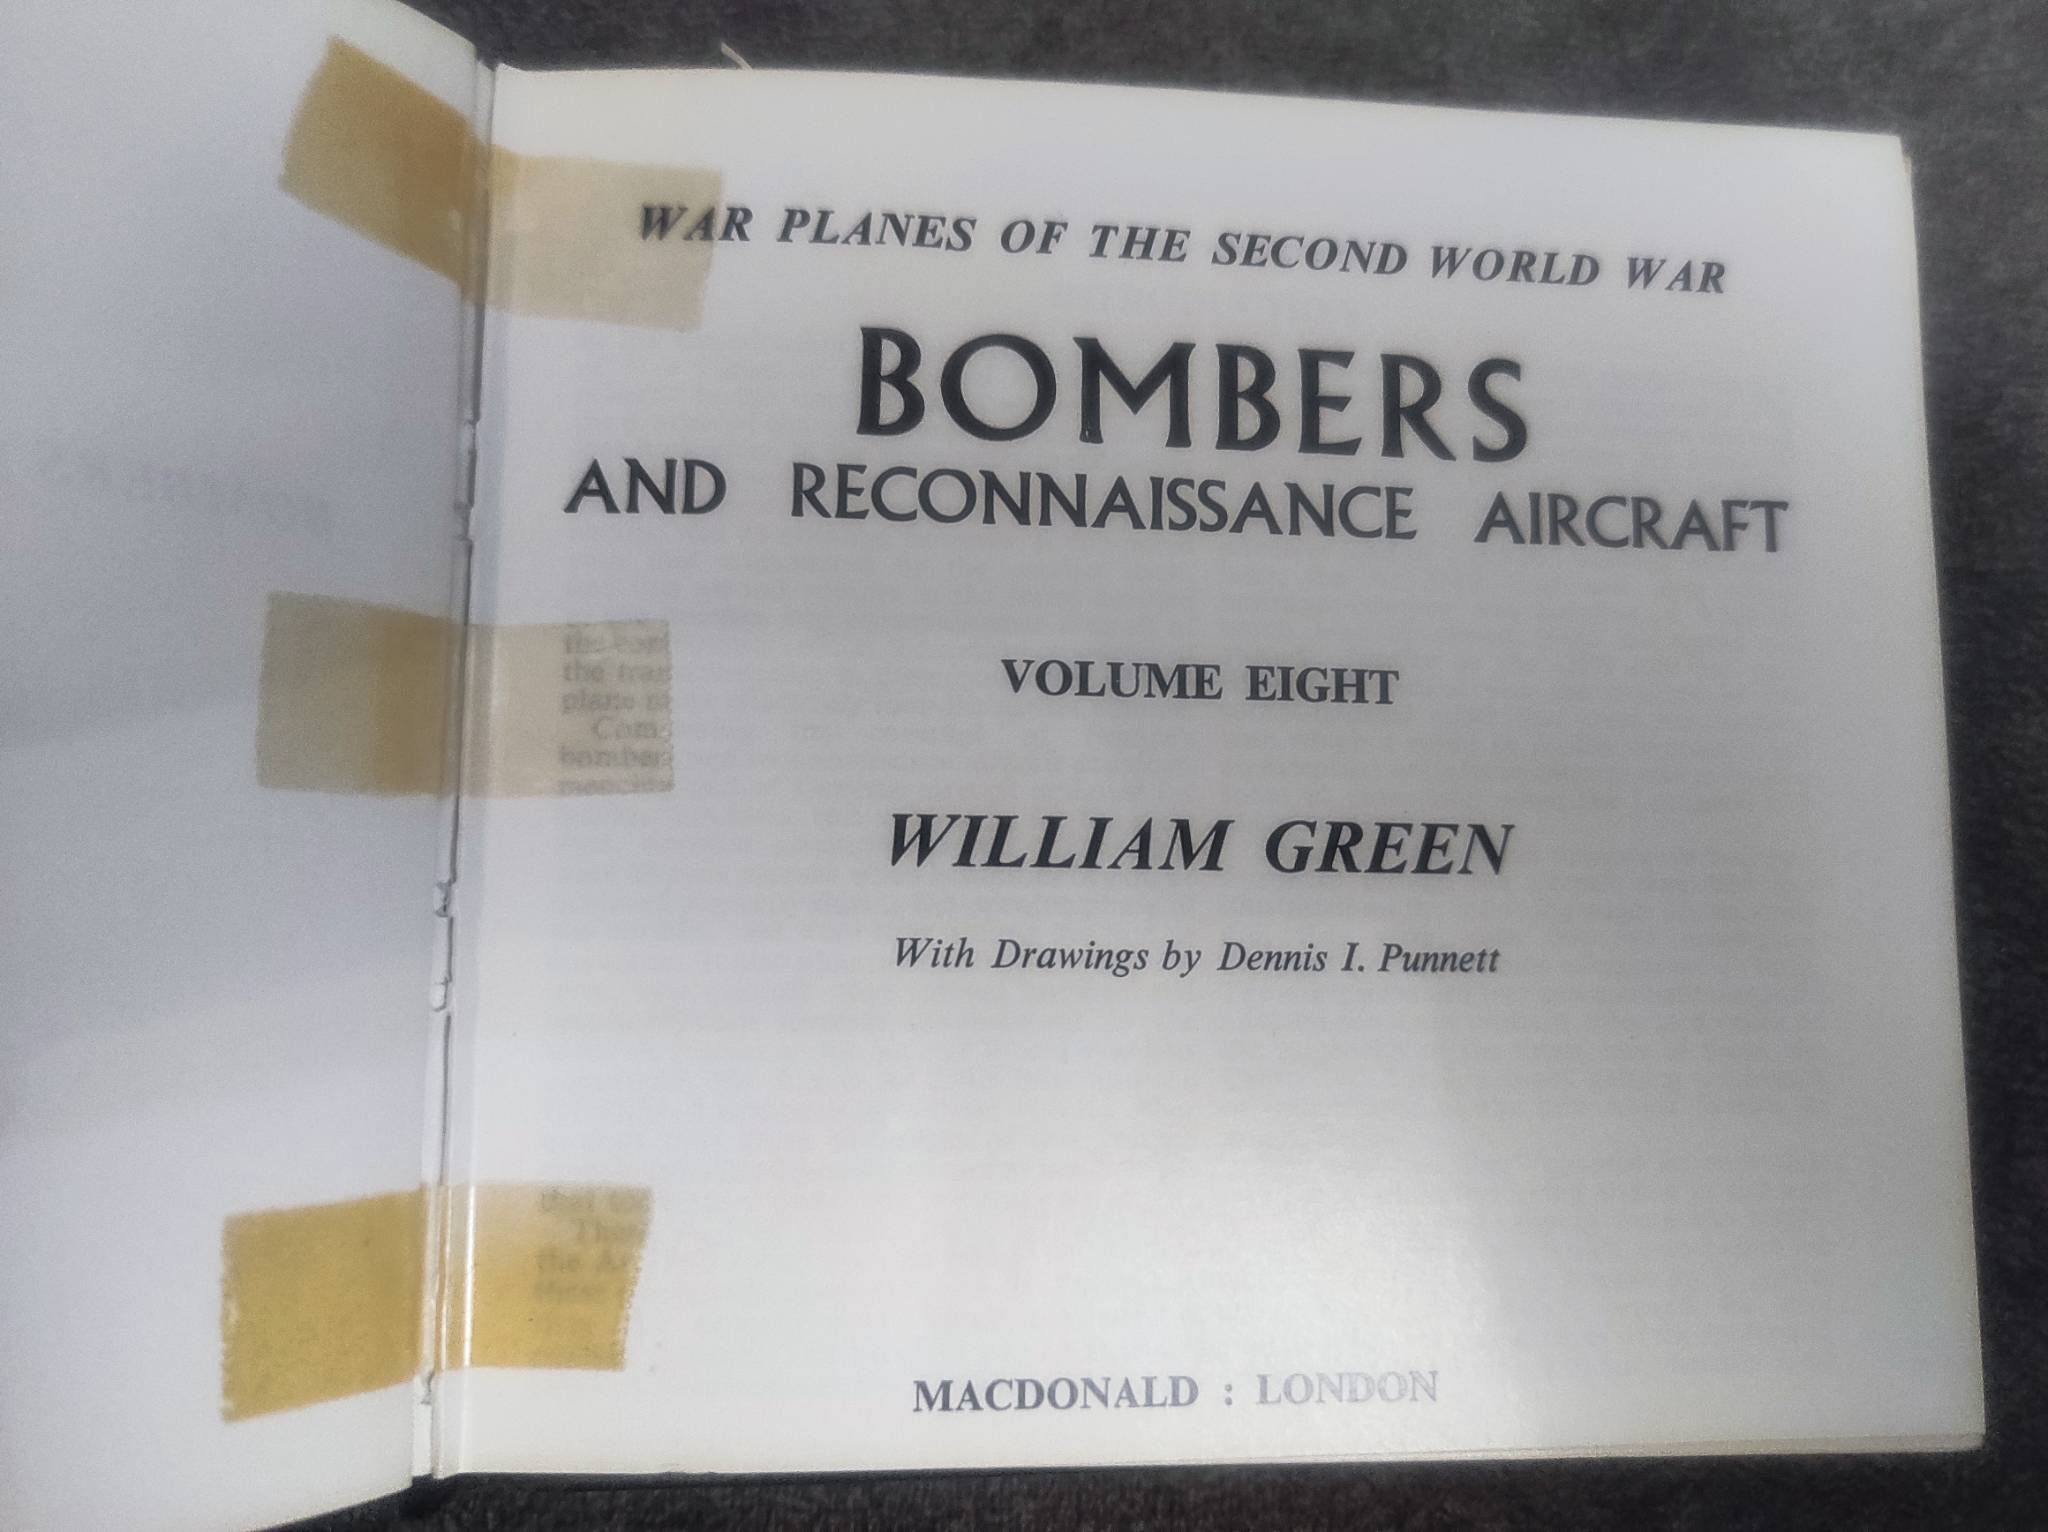 WAR PLANES OF THE SECOND WORLD WAR
BOMBERS
AND RECONNAISSANCE AIRCRAFT
VOLUME EIGHT
WILLIAM GREEN
With Drawings by Dennis I. Punnett
MACDONALD : LONDON